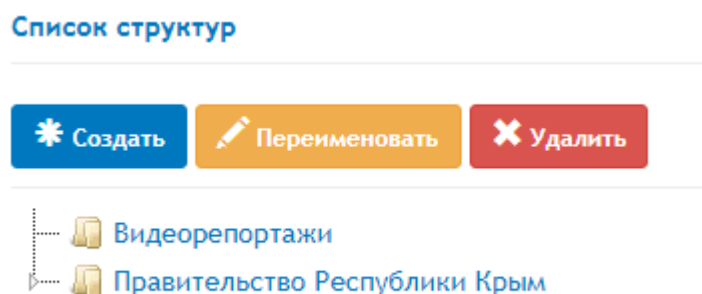 Список структур
Создать Переименовать Удалить
Видеорепортажи
Правительство Республики Крым